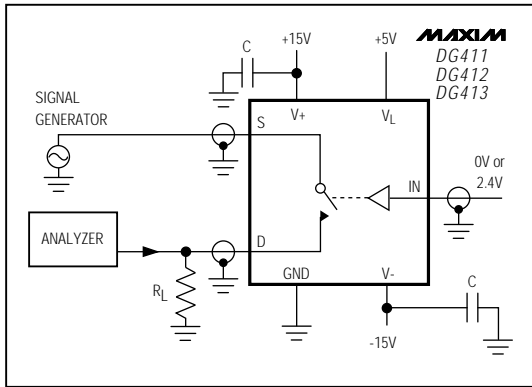 +15V
+5V
MAXIM
DG411
DG412
DG413
C
SIGNAL
GENERATOR
S
V+
VL
0V or
2.4V
IN
ANALYZER
D
RL
GND
V-
C
-15V